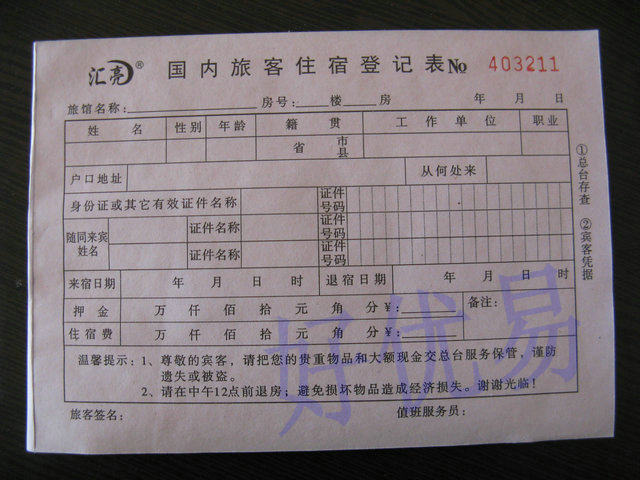 汇亮® 国内旅客住宿登记表 № 403211
旅馆名称: 房号: 楼 房 年 月 日
姓 名 性别 年龄 籍 贯 工 作 单 位 职业
省 市县
户口地址 从何处来
身份证或其它有效证件名称 证件号码
随同来宾姓名 证件名称 证件号码
证件名称 证件号码
来宿日期 年 月 日 时 退宿日期 年 月 日 时
押 金 万 仟 佰 拾 元 角 分 ¥: 备注:
住 宿 费 万 仟 佰 拾 元 角 分 ¥:
温馨提示: 1、尊敬的宾客,请把您的贵重物品和大额现金交总台服务保管,谨防
遗失或被盗。
2、请在中午12点前退房;避免损坏物品造成经济损失。谢谢光临!
旅客签名: 值班服务员:
①总台存查 ②宾客凭据
好优易